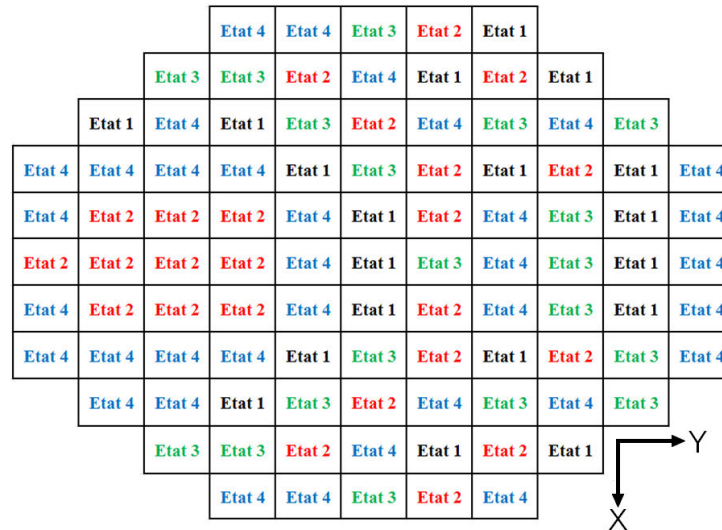 Etat 4 Etat 4 Etat 3 Etat 2 Etat 1
Etat 3 Etat 3 Etat 2 Etat 4 Etat 1 Etat 2 Etat 1
Etat 1 Etat 4 Etat 1 Etat 3 Etat 2 Etat 4 Etat 3 Etat 4 Etat 3
Etat 4 Etat 4 Etat 4 Etat 4 Etat 1 Etat 3 Etat 2 Etat 1 Etat 2 Etat 1 Etat 4
Etat 4 Etat 2 Etat 2 Etat 2 Etat 4 Etat 1 Etat 2 Etat 4 Etat 3 Etat 1 Etat 4
Etat 2 Etat 2 Etat 2 Etat 2 Etat 4 Etat 1 Etat 3 Etat 4 Etat 3 Etat 1 Etat 4
Etat 4 Etat 2 Etat 2 Etat 2 Etat 4 Etat 1 Etat 2 Etat 4 Etat 3 Etat 1 Etat 4
Etat 4 Etat 4 Etat 4 Etat 4 Etat 1 Etat 3 Etat 2 Etat 1 Etat 2 Etat 3 Etat 4
Etat 4 Etat 4 Etat 1 Etat 3 Etat 2 Etat 4 Etat 3 Etat 4 Etat 3
Etat 3 Etat 3 Etat 2 Etat 4 Etat 1 Etat 2 Etat 1
Y
Etat 4 Etat 4 Etat 3 Etat 2 Etat 4
X